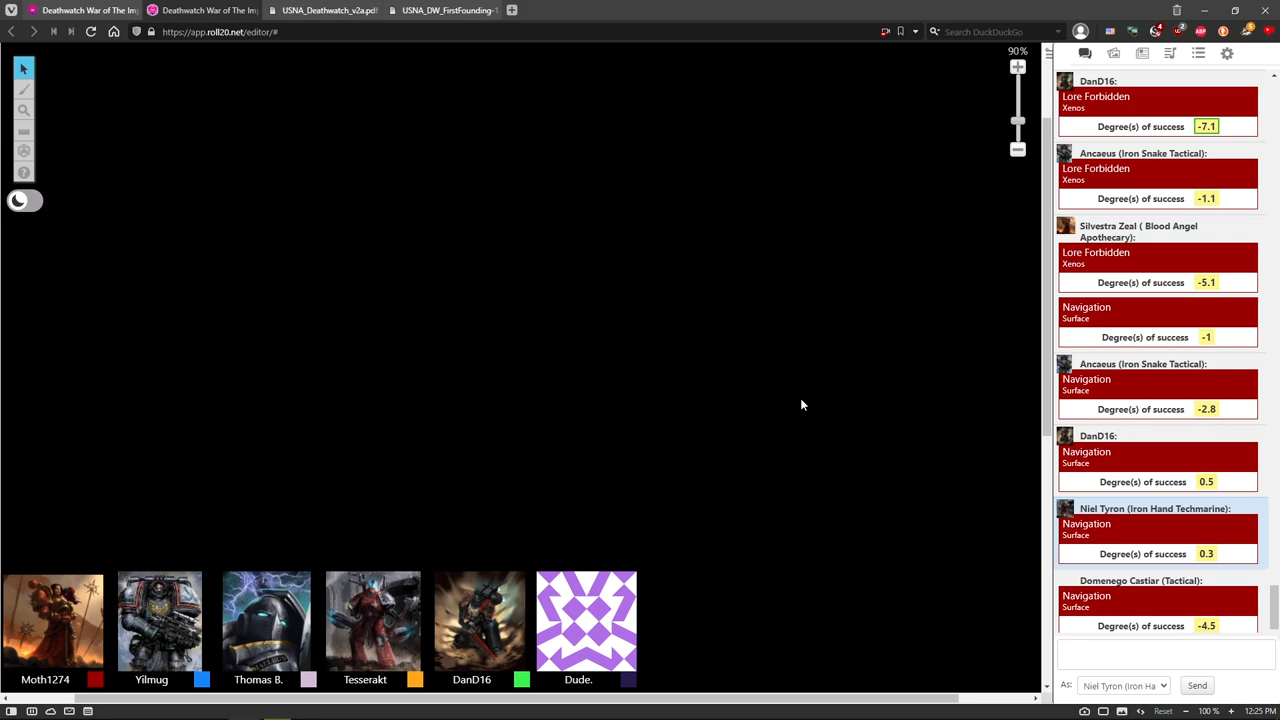 Deathwatch War of The Im
Deathwatch War of The Im
USNA_Deathwatch_v2a.pdf
USNA_DW_FirstFounding-1
https://app.roll20.net/editor/#
Search DuckDuckGo
90%
DanD16:
Lore Forbidden
Xenos
Degree(s) of success -7.1
Ancaeus (Iron Snake Tactical):
Lore Forbidden
Xenos
Degree(s) of success -1.1
Silvestra Zeal ( Blood Angel
Apothecary):
Lore Forbidden
Xenos
Degree(s) of success -5.1
Navigation
Surface
Degree(s) of success -1
Ancaeus (Iron Snake Tactical):
Navigation
Surface
Degree(s) of success -2.8
DanD16:
Navigation
Surface
Degree(s) of success 0.5
Niel Tyron (Iron Hand Techmarine):
Navigation
Surface
Degree(s) of success 0.3
Domenego Castiar (Tactical):
Navigation
Surface
Degree(s) of success -4.5
Moth1274
Yilmug
Thomas B.
Tesserakt
DanD16
Dude.
As: Niel Tyron (Iron Ha Send
Reset 100 % 12:25 PM